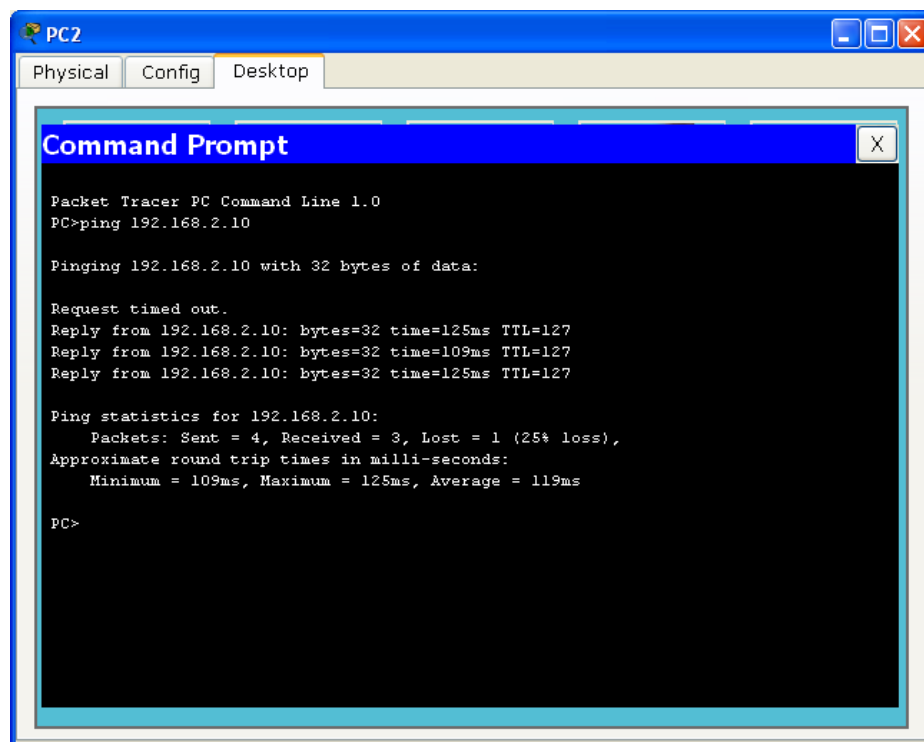 PC2
Physical Config Desktop
Command Prompt X
Packet Tracer PC Command Line 1.0
PC>ping 192.168.2.10
Pinging 192.168.2.10 with 32 bytes of data:
Request timed out.
Reply from 192.168.2.10: bytes=32 time=125ms TTL=127
Reply from 192.168.2.10: bytes=32 time=109ms TTL=127
Reply from 192.168.2.10: bytes=32 time=125ms TTL=127
Ping statistics for 192.168.2.10:
Packets: Sent = 4, Received = 3, Lost = 1 (25% loss),
Approximate round trip times in milli-seconds:
Minimum = 109ms, Maximum = 125ms, Average = 119ms
PC>